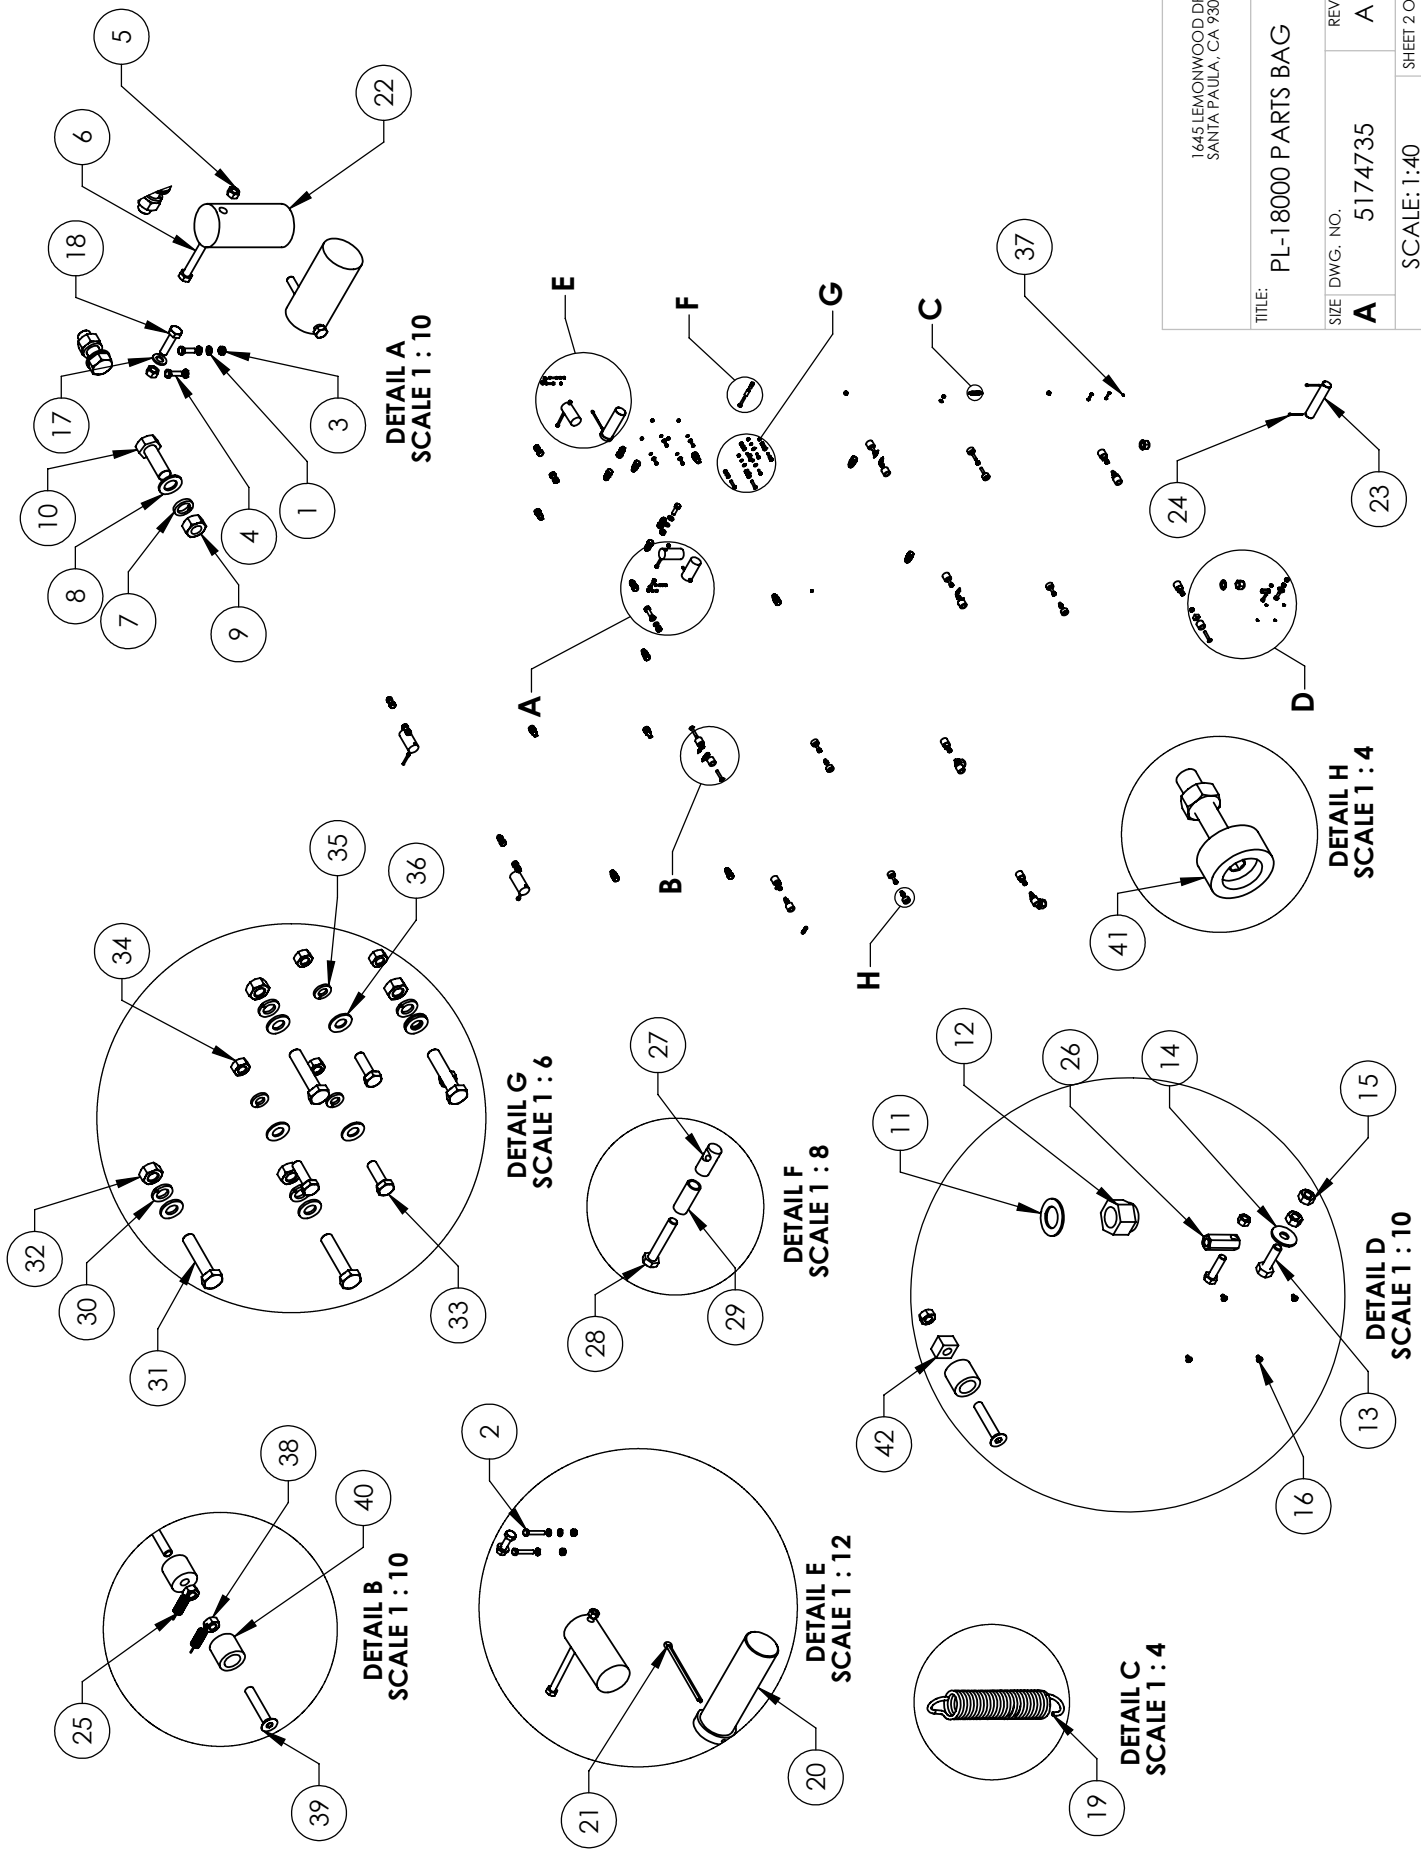 5
6
22
18
17
10
8
7
9
4
1
3
DETAIL A
SCALE 1 : 10
E
F
G
C
37
A
B
H
D
24
23
34
35
36
32
30
31
33
DETAIL G
SCALE 1 : 6
27
28
29
DETAIL F
SCALE 1 : 8
41
DETAIL H
SCALE 1 : 4
12
11
26
14
15
42
13
16
DETAIL D
SCALE 1 : 10
25
38
40
39
DETAIL B
SCALE 1 : 10
2
21
20
DETAIL E
SCALE 1 : 12
19
DETAIL C
SCALE 1 : 4
1645 LEMONWOOD
SANTA PAULA, CA
TITLE:
PL-18000 PARTS BAG
SIZE
DWG. NO.
REV
A
5174735
A
SCALE: 1:40
SHEET 2